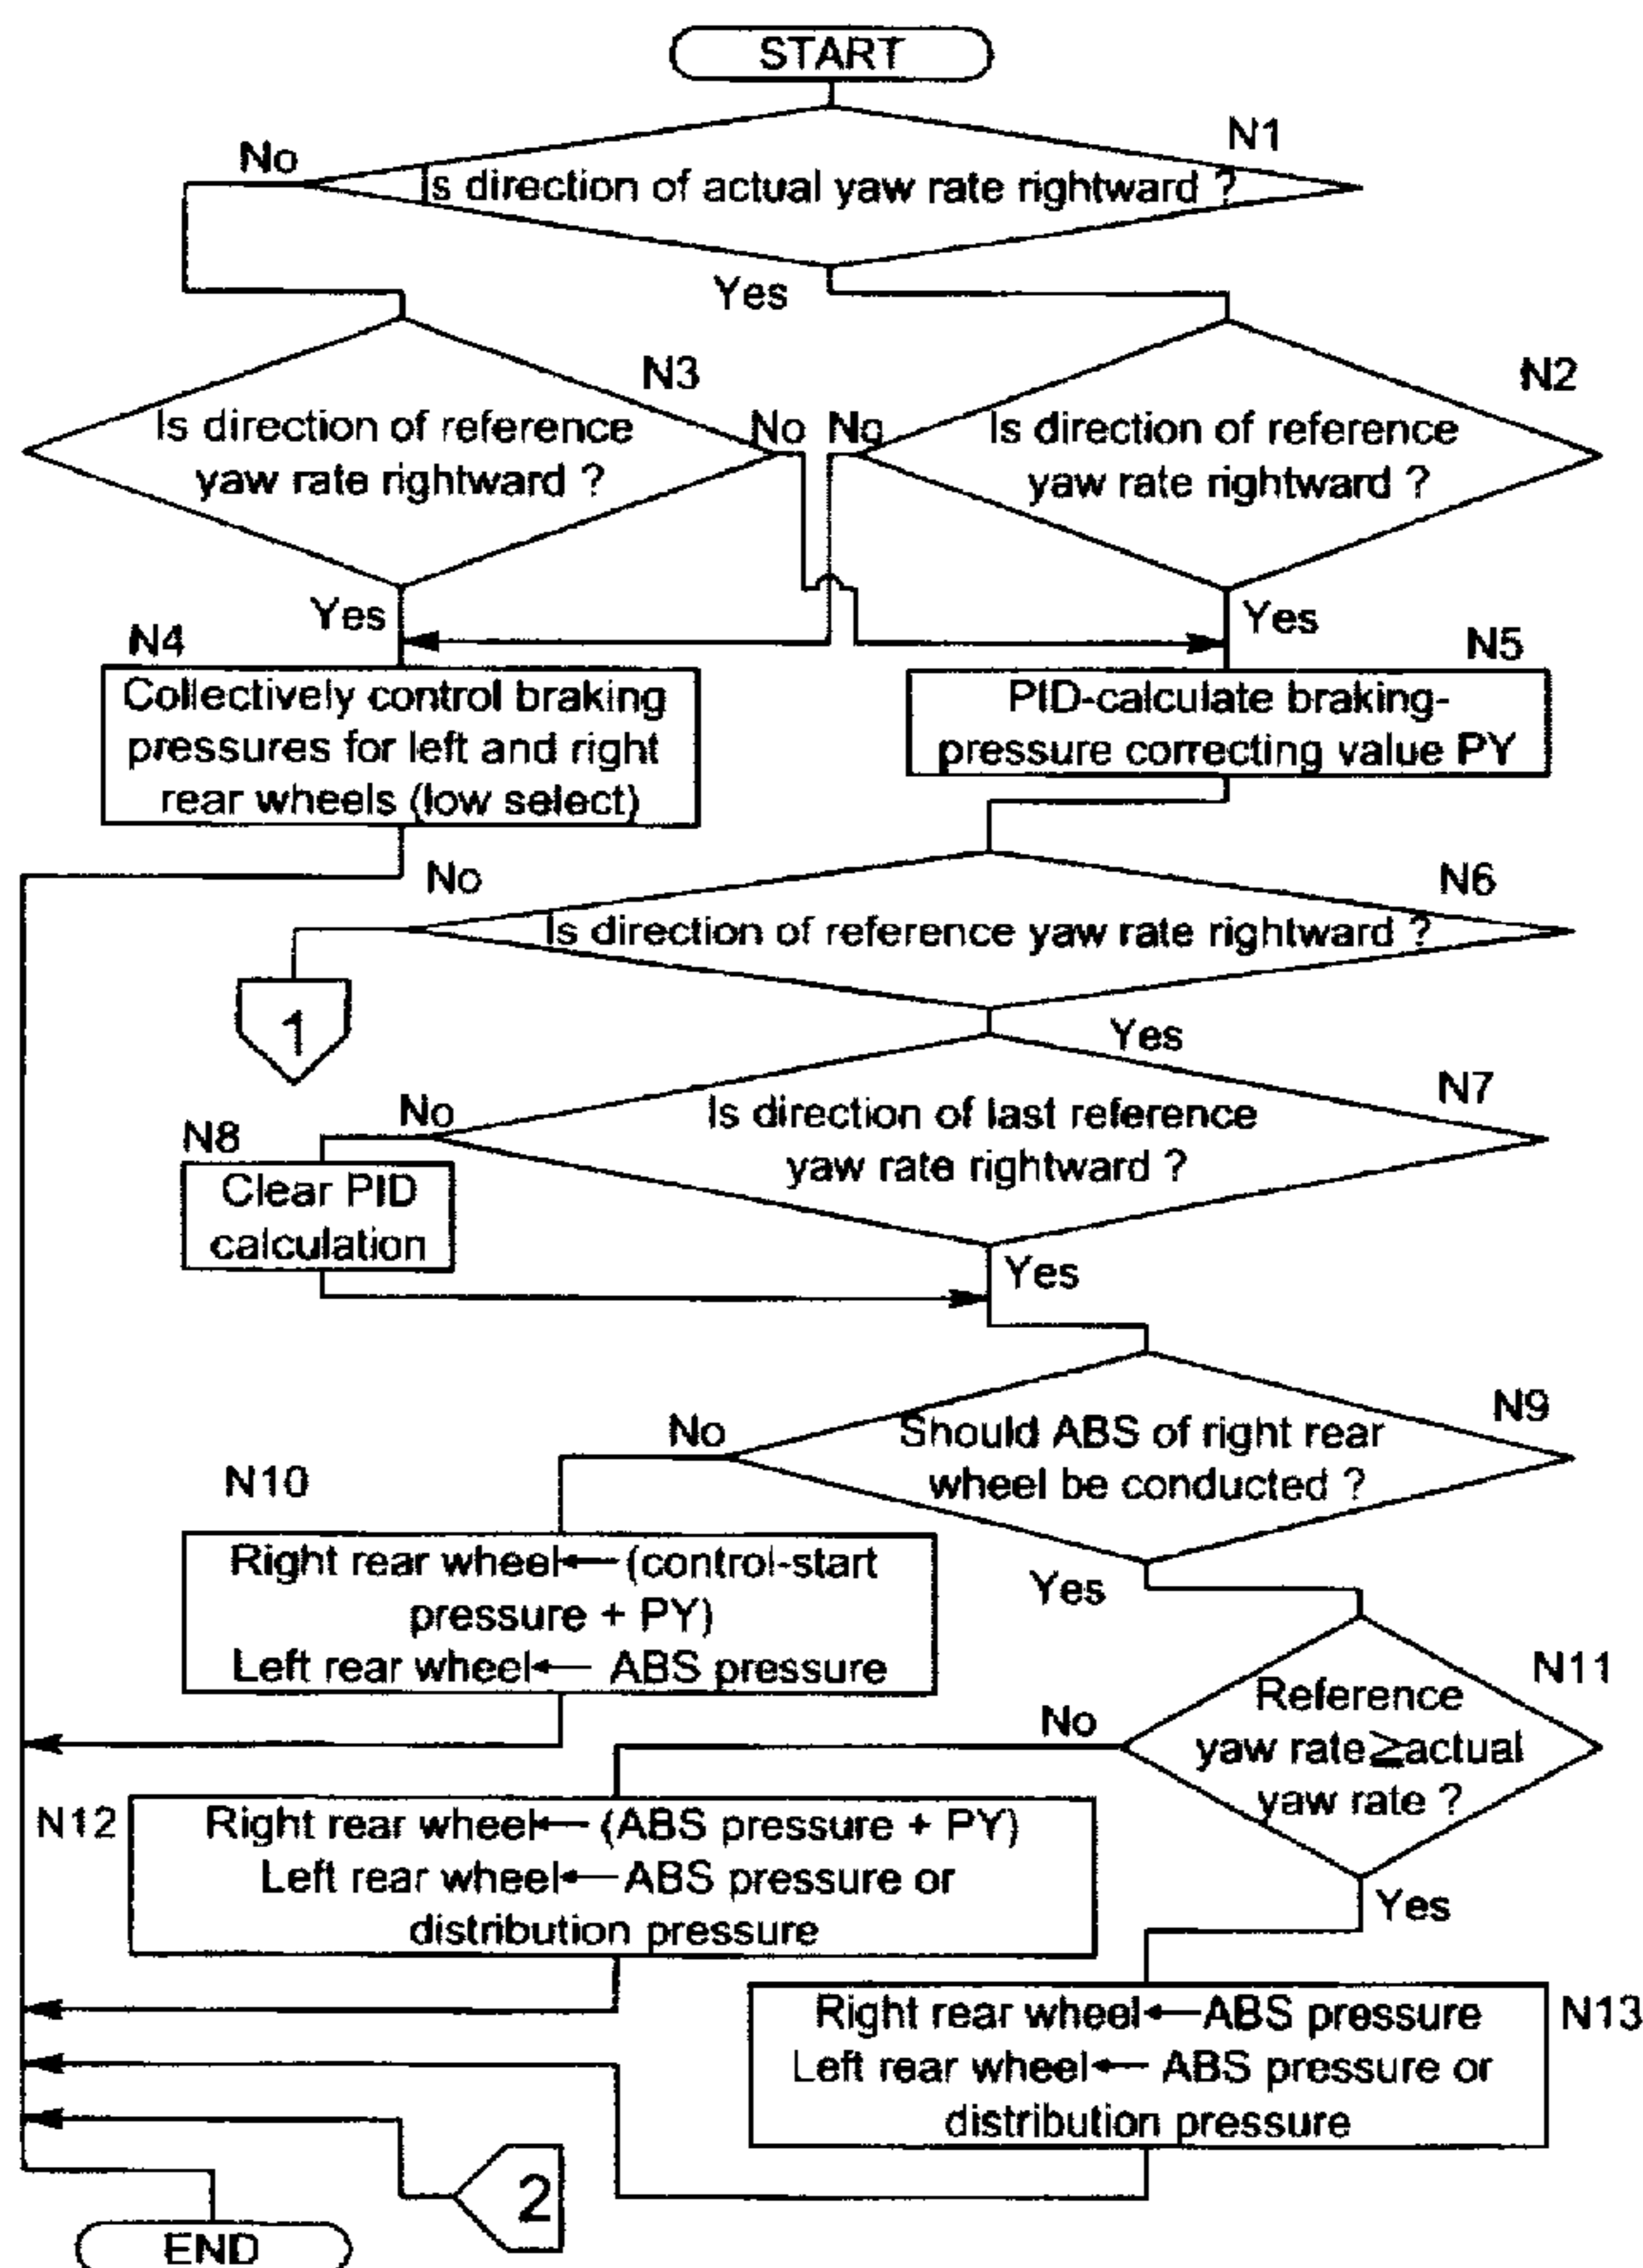 START
N1
No
Is direction of actual yaw rate rightward ?
Yes
N3
N2
Is direction of reference
yaw rate rightward ?
No
No
Is direction of reference
yaw rate rightward ?
Yes
Yes
N4
N5
Collectively control braking
pressures for left and right
rear wheels (low select)
PID-calculate braking-
pressure correcting value PY
No
N6
Is direction of reference yaw rate rightward ?
1
Yes
N7
No
Is direction of last reference
yaw rate rightward ?
N8
Clear PID
calculation
Yes
N9
No
Should ABS of right rear
wheel be conducted ?
N10
Right rear wheel← (control-start
pressure + PY)
Left rear wheel← ABS pressure
Yes
N11
Reference
yaw rate≧actual
yaw rate ?
No
N12
Right rear wheel← (ABS pressure + PY)
Left rear wheel←ABS pressure or
distribution pressure
Yes
Right rear wheel←ABS pressure
Left rear wheel← ABS pressure or
distribution pressure
N13
2
END